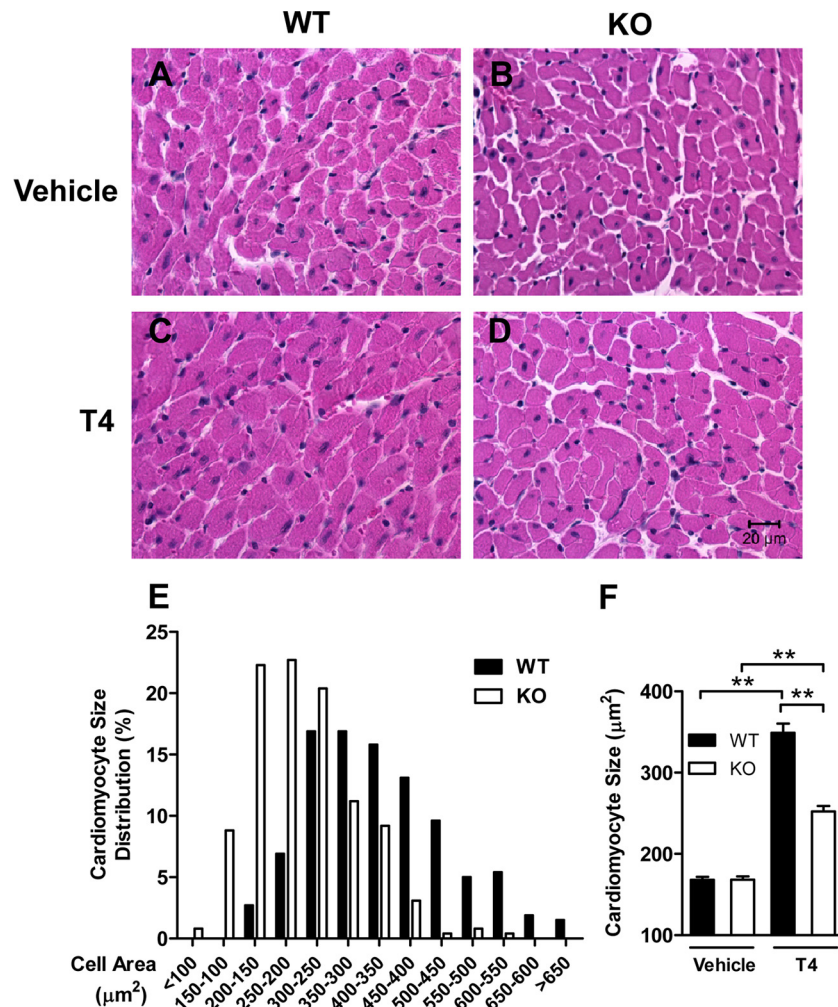 WT KO
A B
Vehicle
C D
T4
20 μm
E F
25
20
15
10
5
0
Cardiomyocyte Size
Distribution (%)
WT
KO
Cell Area
(μm²)
<100
150-100
200-150
250-200
300-250
350-300
400-350
450-400
500-450
550-500
600-550
650-600
>650
** 
** **
400
300
200
100
Cardiomyocyte Size (μm²)
WT
KO
Vehicle T4